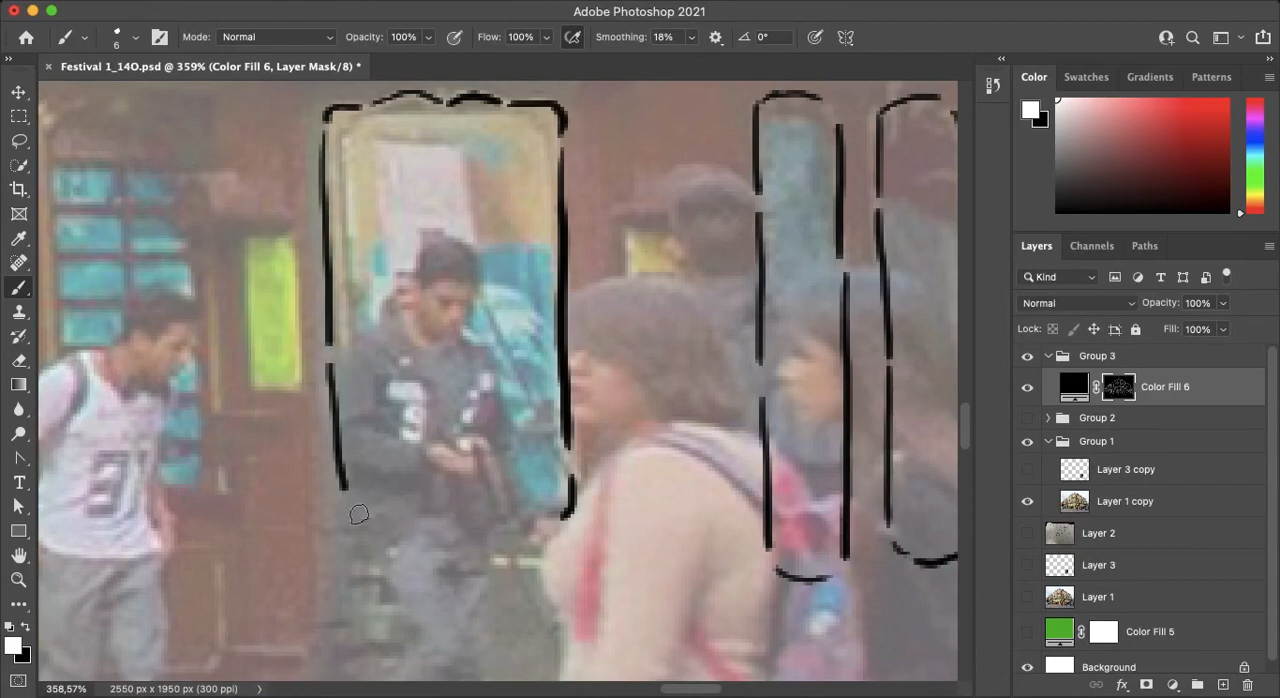 Adobe Photoshop 2021
6
Mode: Normal
Opacity: 100%
Flow: 100%
Smoothing: 18%
0°
Festival 1_14O.psd @ 359% (Color Fill 6, Layer Mask/8) *
Color Swatches Gradients Patterns
Layers Channels Paths
Kind
Normal
Opacity: 100%
Lock:
Fill: 100%
Group 3
Color Fill 6
Group 2
Group 1
Layer 3 copy
Layer 1 copy
Layer 2
Layer 3
Layer 1
Color Fill 5
Background
fx
31
358,57%
2550 px x 1950 px (300 ppi)